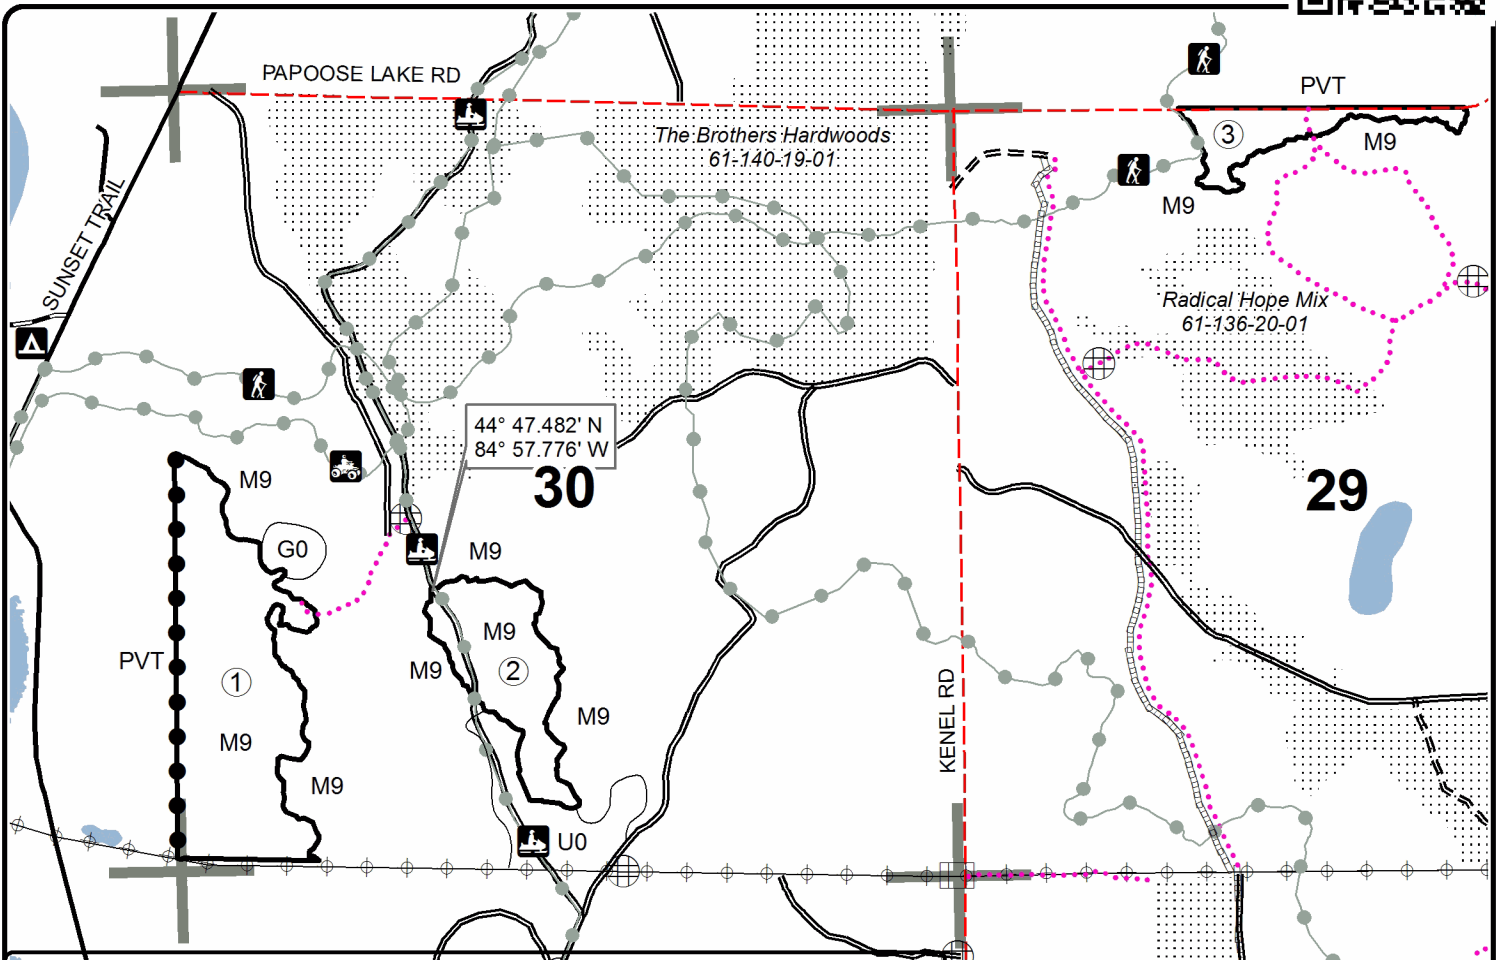 PAPOOSE LAKE RD
PVT
The Brothers Hardwoods
61-140-19-01
3
M9
M9
SUNSET TRAIL
Radical Hope Mix
61-136-20-01
44° 47.482' N
84° 57.776' W
30
29
M9
G0
M9
M9
PVT
M9
1
2
M9
M9
KENEL RD
M9
U0